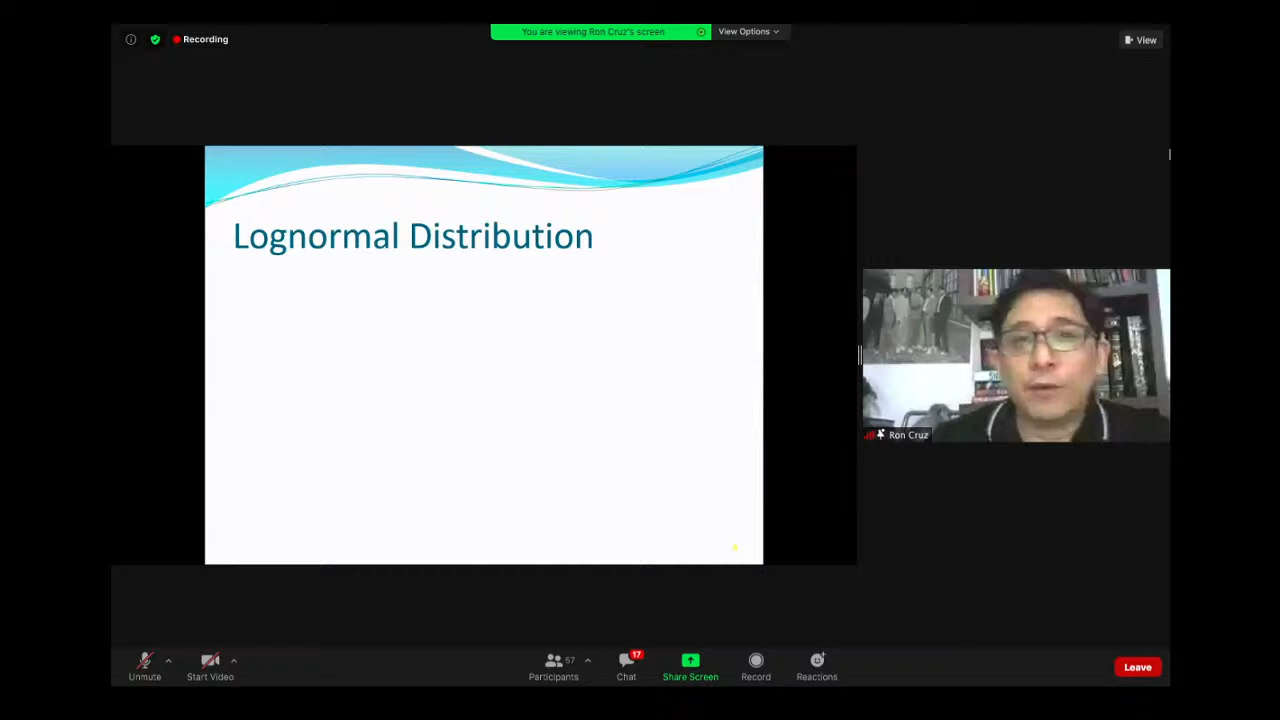 Recording
You are viewing Ron Cruz's screen
View Options
View
Lognormal Distribution
Ron Cruz
Unmute
Start Video
57
Participants
17
Chat
Share Screen
Record
Reactions
Leave